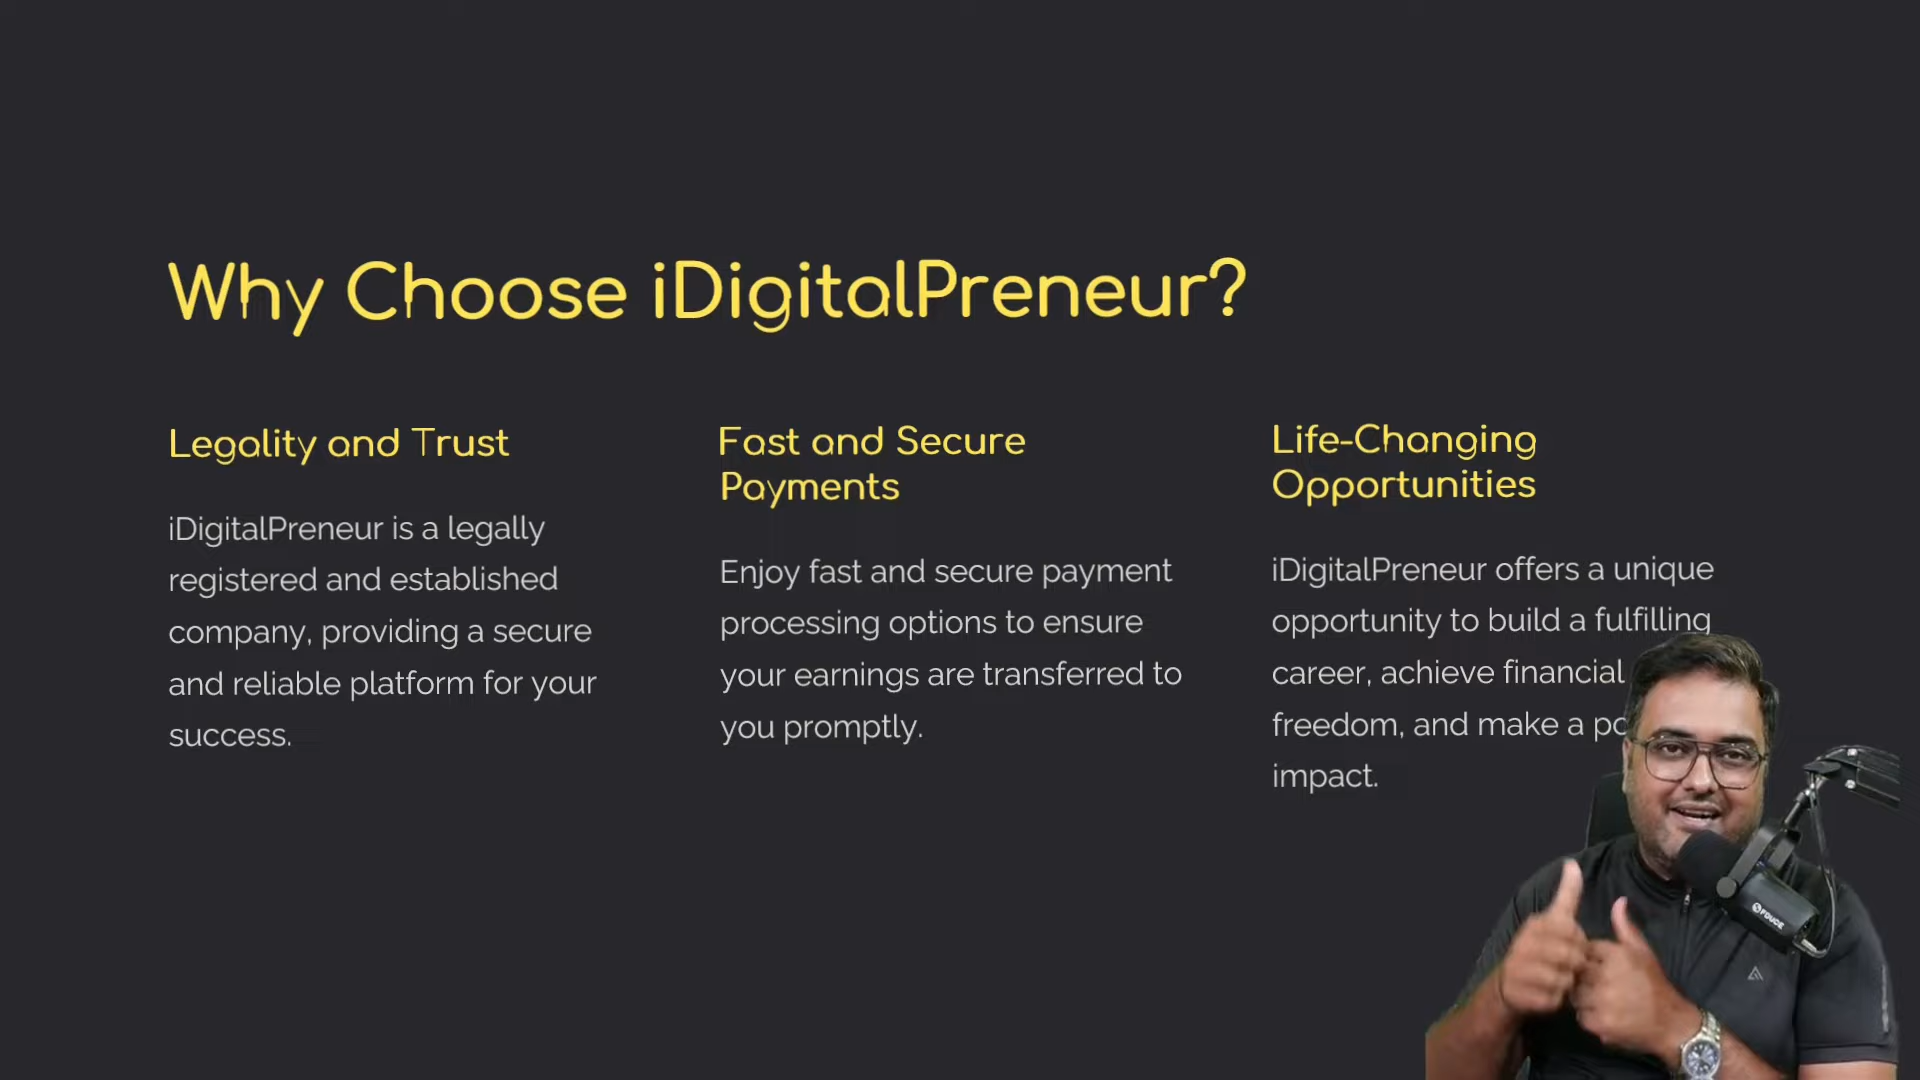 Why Choose iDigitalPreneur?
Legality and Trust
iDigitalPreneur is a legally
registered and established
company, providing a secure
and reliable platform for your
success.
Fast and Secure
Payments
Enjoy fast and secure payment
processing options to ensure
your earnings are transferred to
you promptly.
Life-Changing
Opportunities
iDigitalPreneur offers a unique
opportunity to build a fulfilling
career, achieve financial
freedom, and make a
impact.
FDUCE